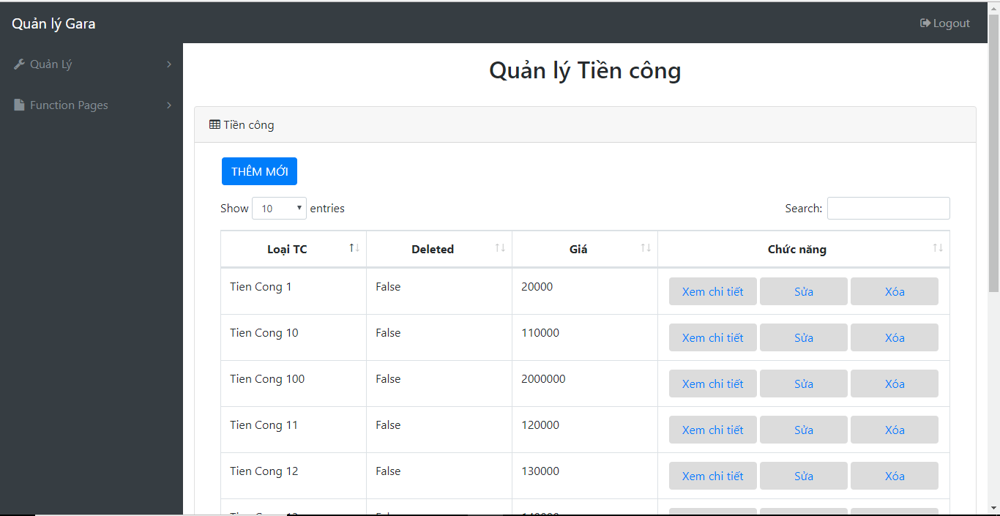 Quản lý Gara
Logout
Quản Lý
Function Pages
Quản lý Tiền công
Tiền công
THÊM MỚI
Show 10 entries
Search:
Loại TC Deleted Giá Chức năng
Tien Cong 1 False 20000 Xem chi tiết Sửa Xóa
Tien Cong 10 False 110000 Xem chi tiết Sửa Xóa
Tien Cong 100 False 2000000 Xem chi tiết Sửa Xóa
Tien Cong 11 False 120000 Xem chi tiết Sửa Xóa
Tien Cong 12 False 130000 Xem chi tiết Sửa Xóa